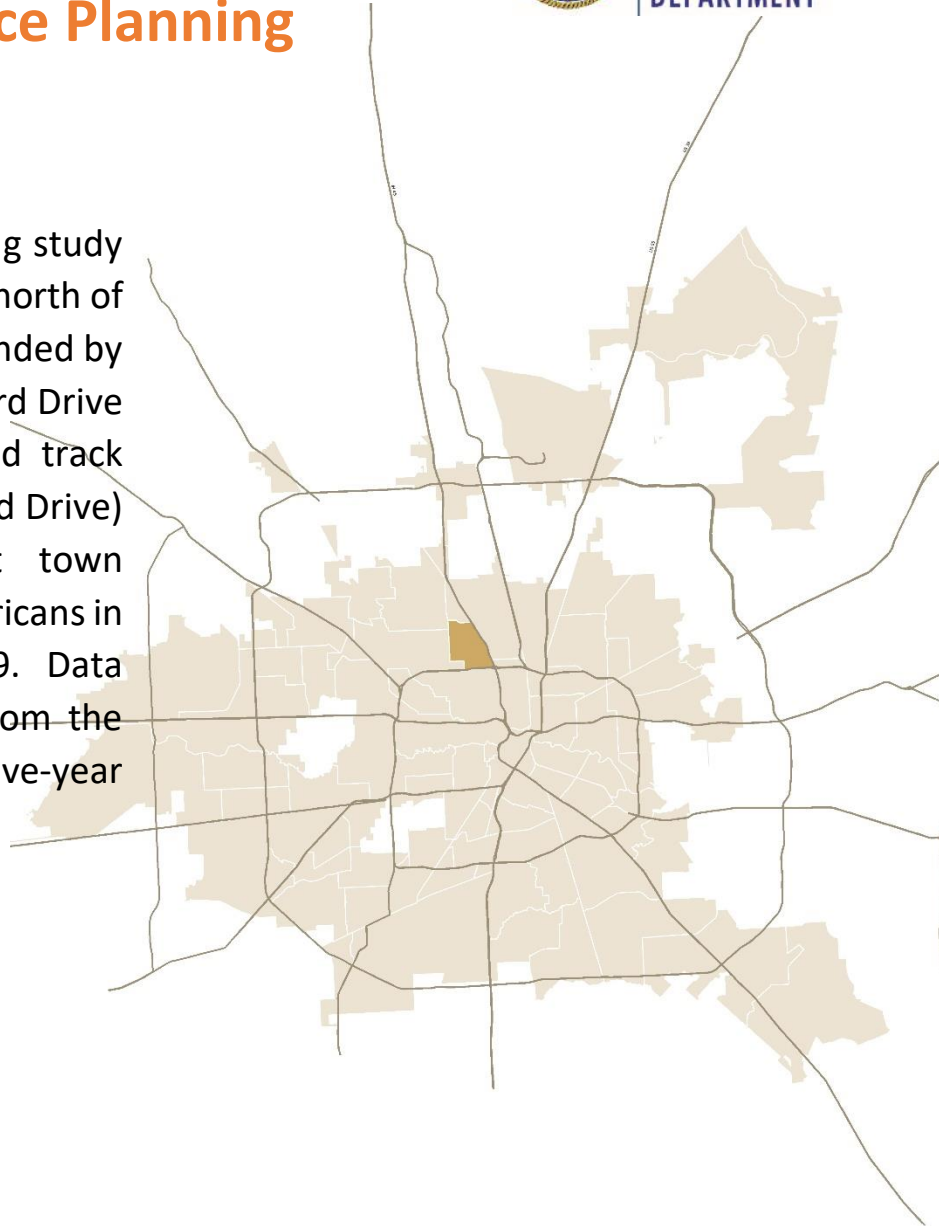 ce Planning
DEPARTMENT
g study
north of
nded by
rd Drive
d track
d Drive)
t town
ricans in
9. Data
om the
ve-year